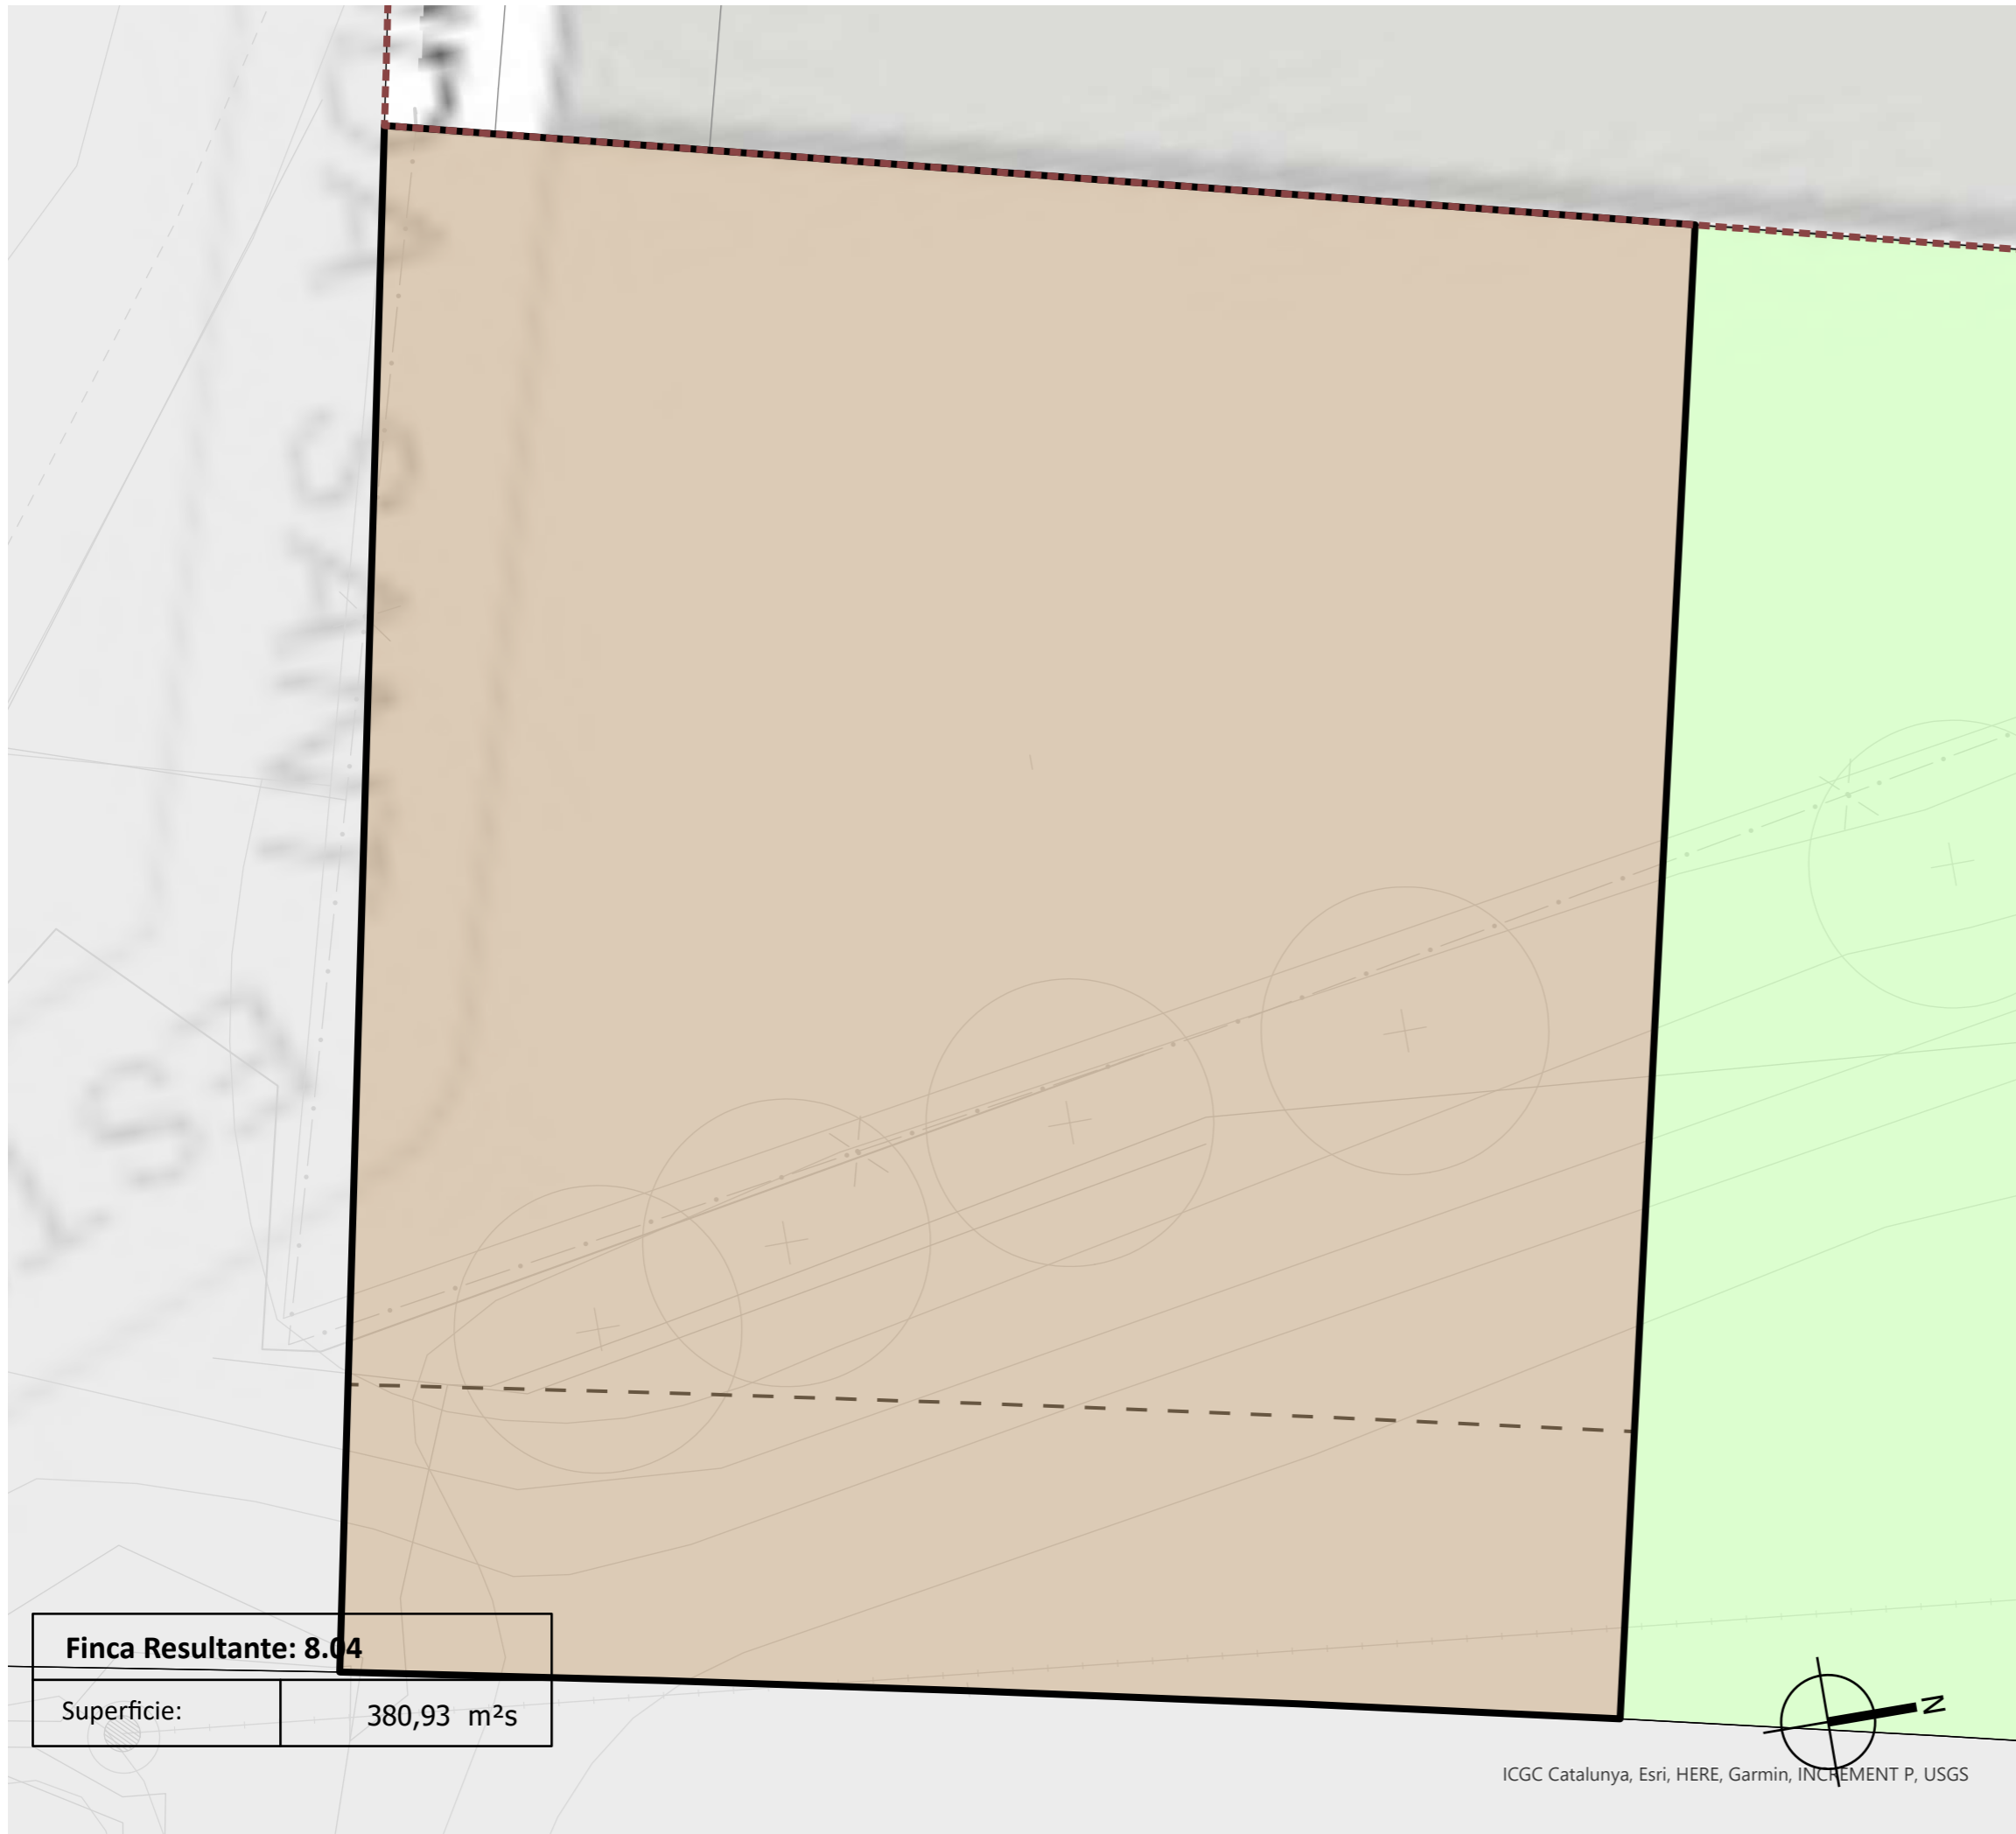 Finca Resultante: 8.04
Superficie: 380,93 m²s
N
ICGC Catalunya, Esri, HERE, Garmin, INCREMENT P, USGS